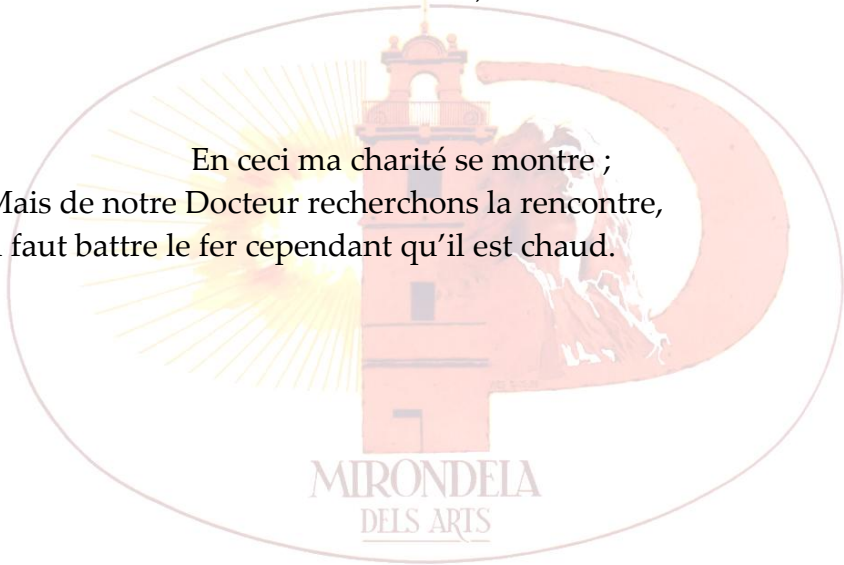 En ceci ma charité se montre ;
Mais de notre Docteur recherchons la rencontre,
faut battre le fer cependant qu’il est chaud.
MIRONDELA
DELS ARTS